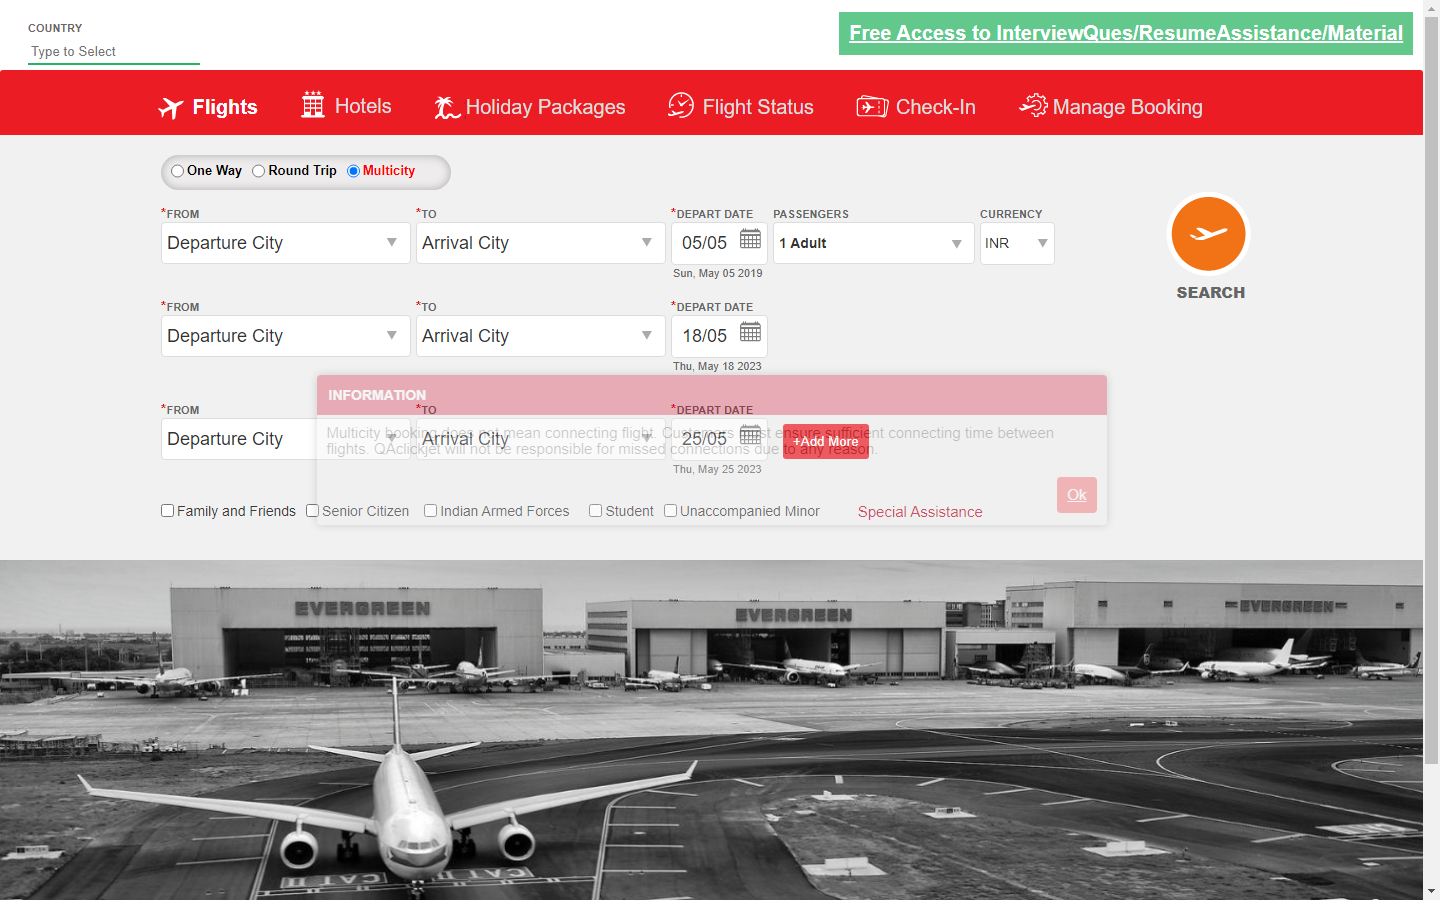 COUNTRY
Type to Select
Free Access to InterviewQues/ResumeAssistance/Material
Flights
Hotels
Holiday Packages
Flight Status
Check-In
Manage Booking
One Way
Round Trip
Multicity
*FROM
*TO
*DEPART DATE
PASSENGERS
CURRENCY
Departure City
Arrival City
05/05
1 Adult
INR
Sun, May 05 2019
SEARCH
*FROM
*TO
*DEPART DATE
Departure City
Arrival City
18/05
Thu, May 18 2023
INFORMATION
*FROM
*TO
*DEPART DATE
Multicity booking does not mean connecting flight. Customers must ensure sufficient connecting time between
flights. QAclickjet will not be responsible for missed connections due to any reason.
Departure City
Arrival City
25/05
+Add More
Thu, May 25 2023
Ok
Family and Friends
Senior Citizen
Indian Armed Forces
Student
Unaccompanied Minor
Special Assistance
EVERGREEN
EVERGREEN
EVERGREEN
CAT III
CAT III